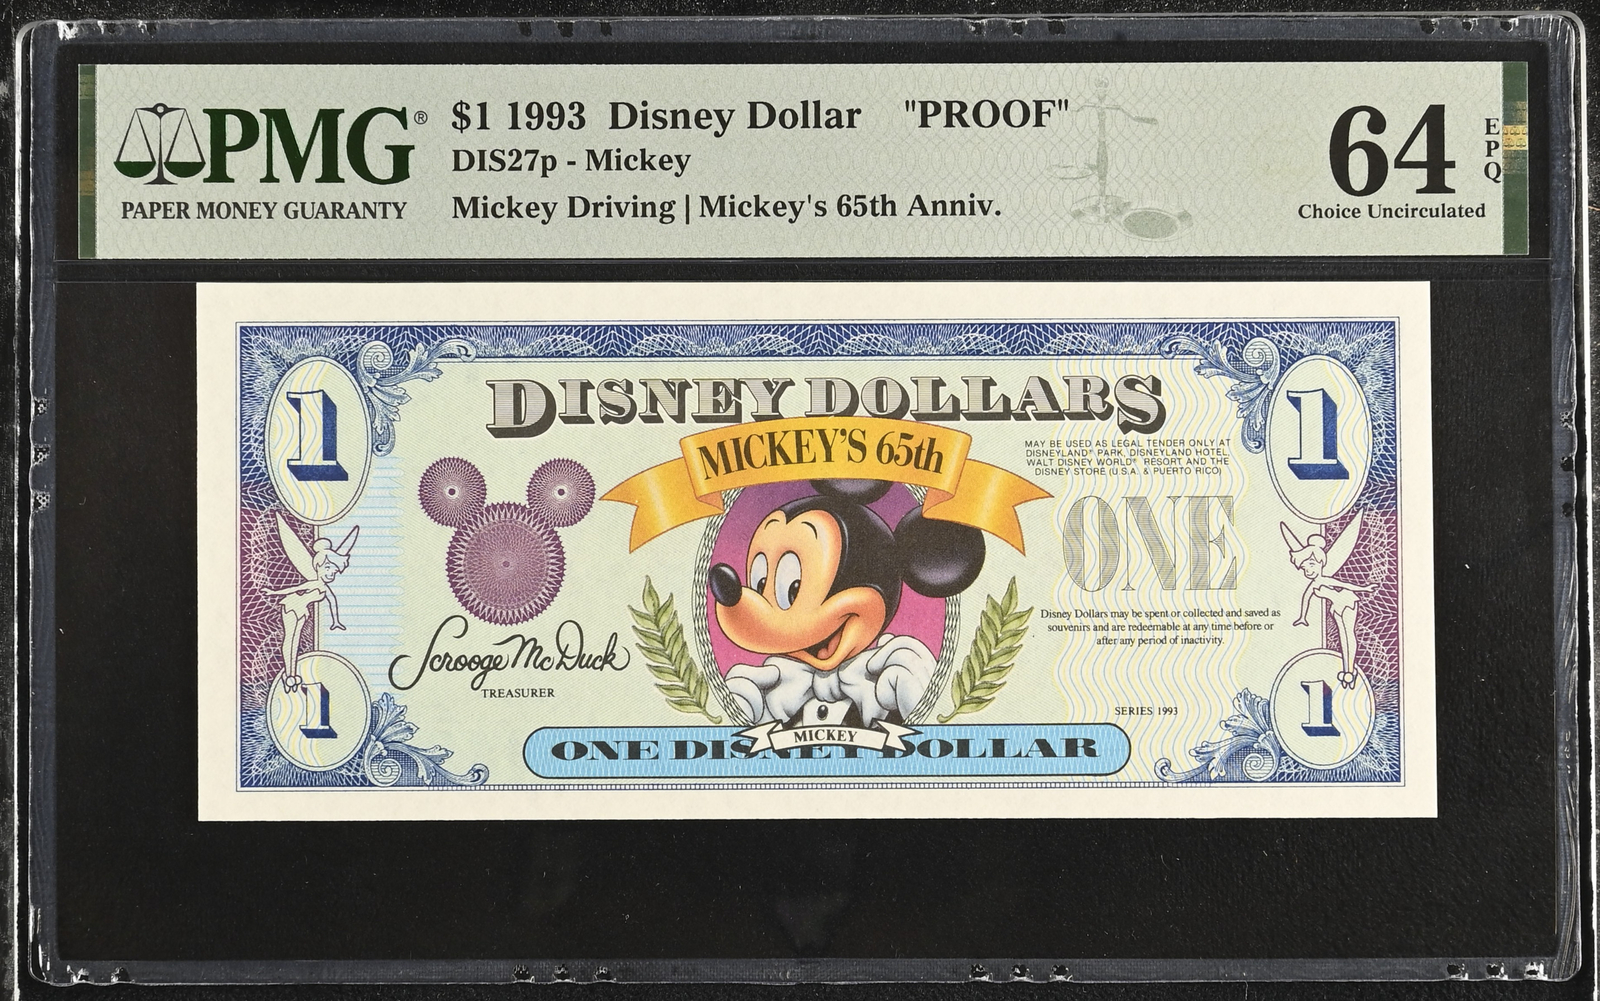 PMG®
PAPER MONEY GUARANTY
$1 1993 Disney Dollar "PROOF"
DIS27p - Mickey
Mickey Driving | Mickey's 65th Anniv.
64
EPQ
Choice Uncirculated
1
DISNEY DOLLARS
1
MICKEY'S 65th
MAY BE USED AS LEGAL TENDER ONLY AT
DISNEYLAND® PARK, DISNEYLAND HOTEL,
WALT DISNEY WORLD® RESORT AND THE
DISNEY STORE (U.S.A. & PUERTO RICO)
ONE
Disney Dollars may be spent or collected and saved as
souvenirs and are redeemable at any time before or
after any period of inactivity.
Scrooge McDuck
TREASURER
SERIES 1993
1
MICKEY
ONE DISNEY DOLLAR
1